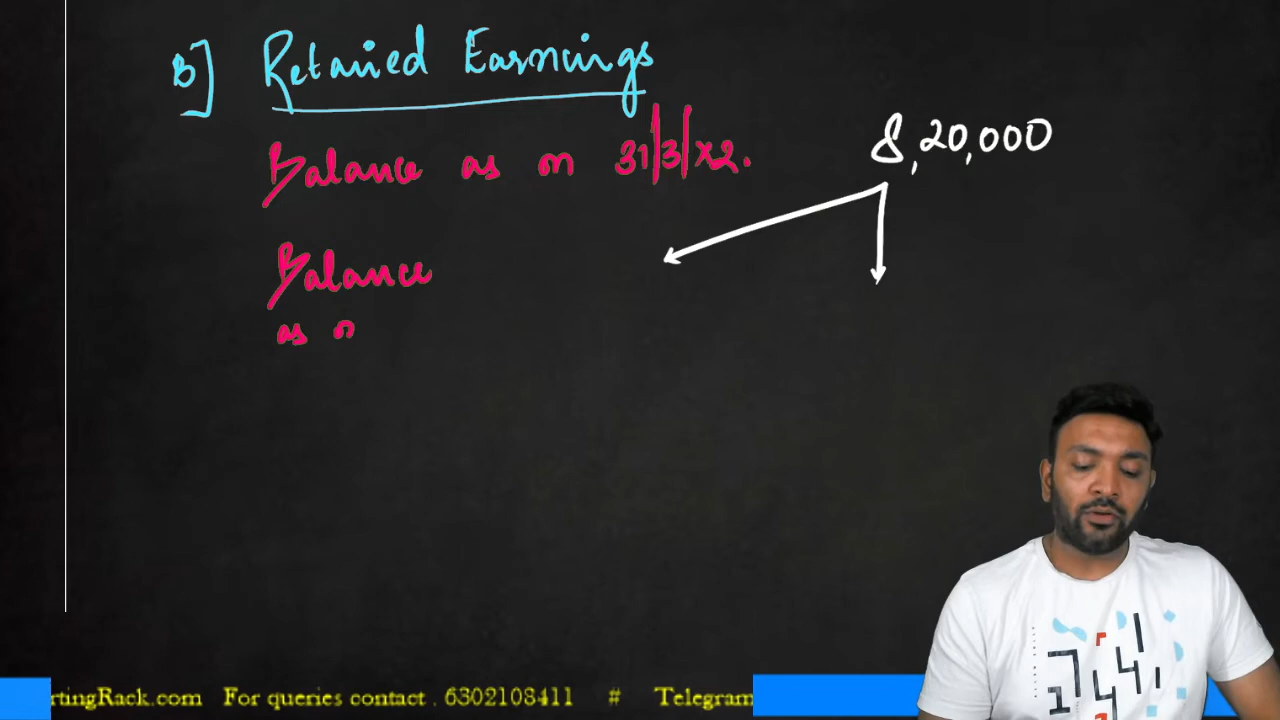 B] Retained Earnings
Balance as on 31/3/x2.
8,20,000
Balance
as o
rtingRack.com For queries contact . 6302108411 # Telegram